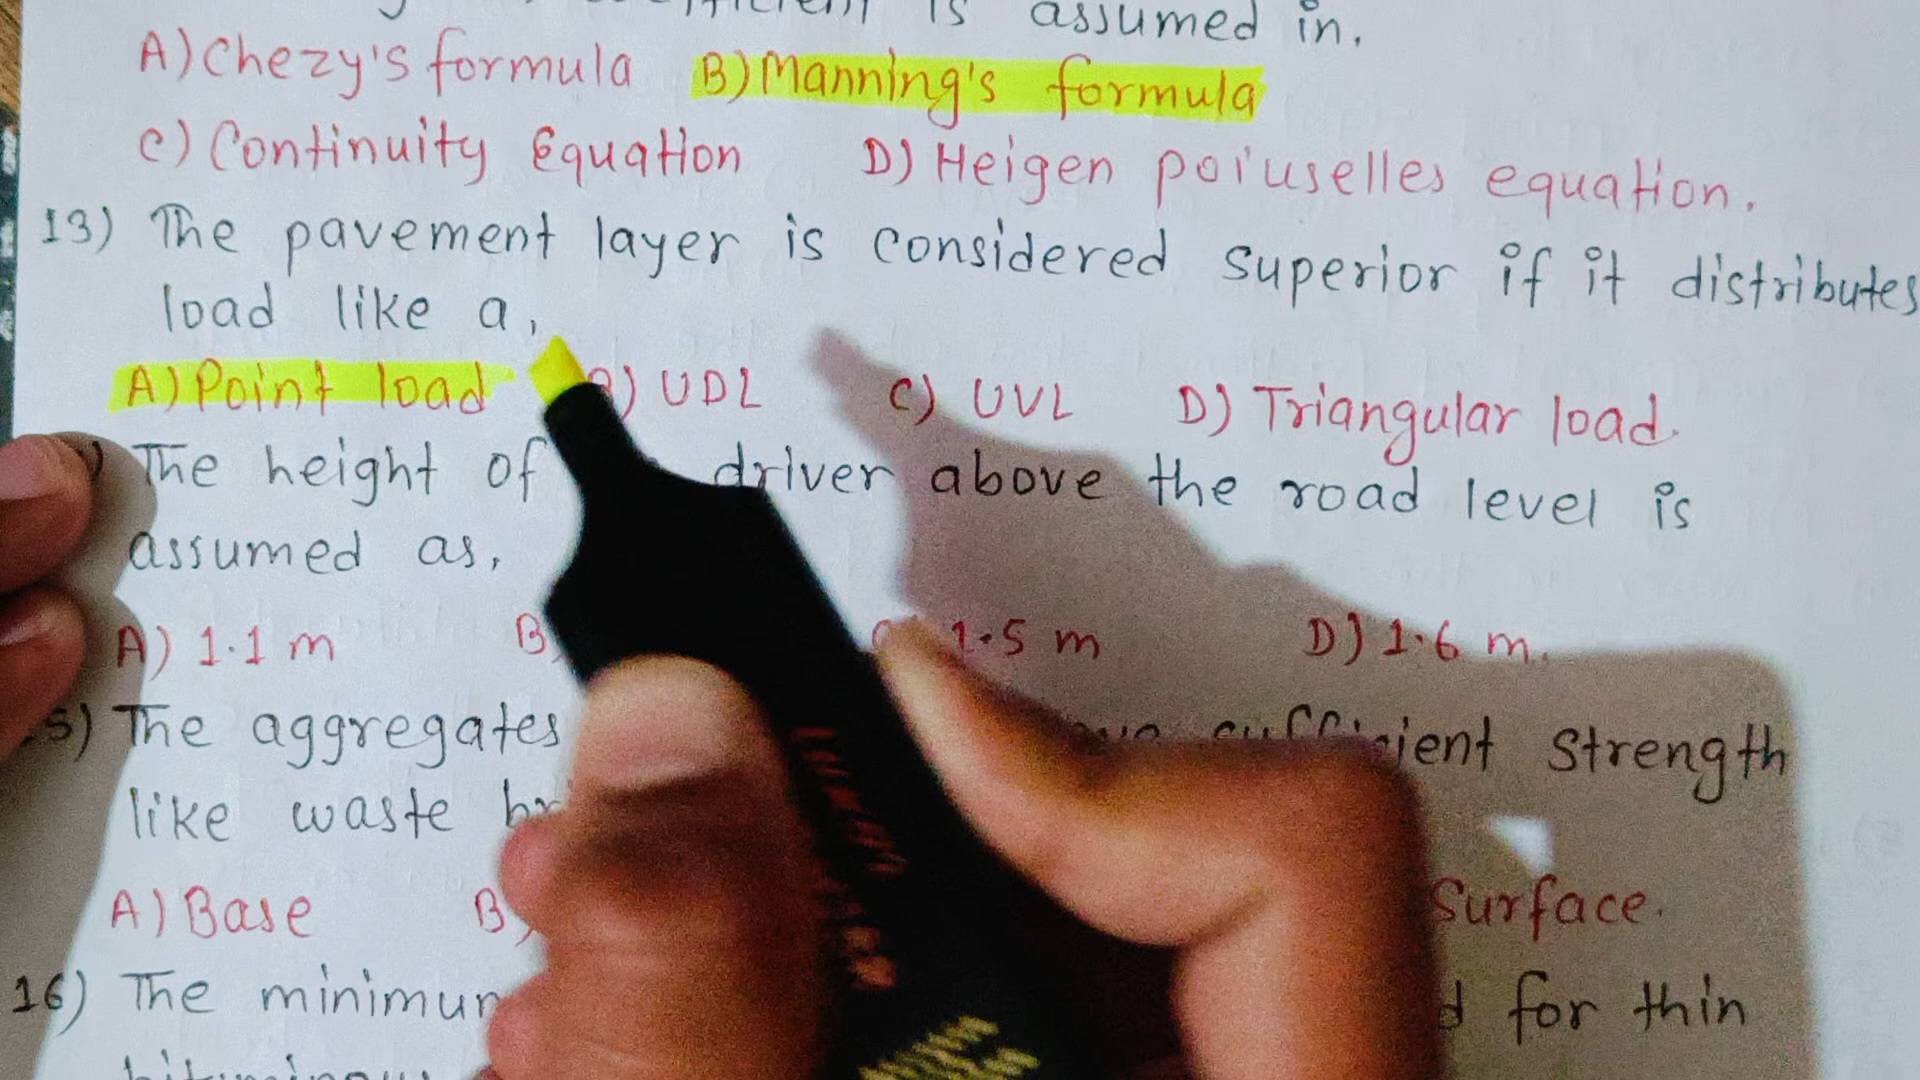 is assumed in.
A) Chezy's formula B) Manning's formula
C) Continuity Equation D) Heigen poiuselles equation.
13) The pavement layer is considered superior if it distributes
load like a,
A) Point load B) UDL C) UVL D) Triangular load.
The height of driver above the road level is
assumed as,
A) 1.1 m B) 1.5 m D) 1.6 m.
5) The aggregates sufficient strength
like waste
A) Base B) Surface.
16) The for thin